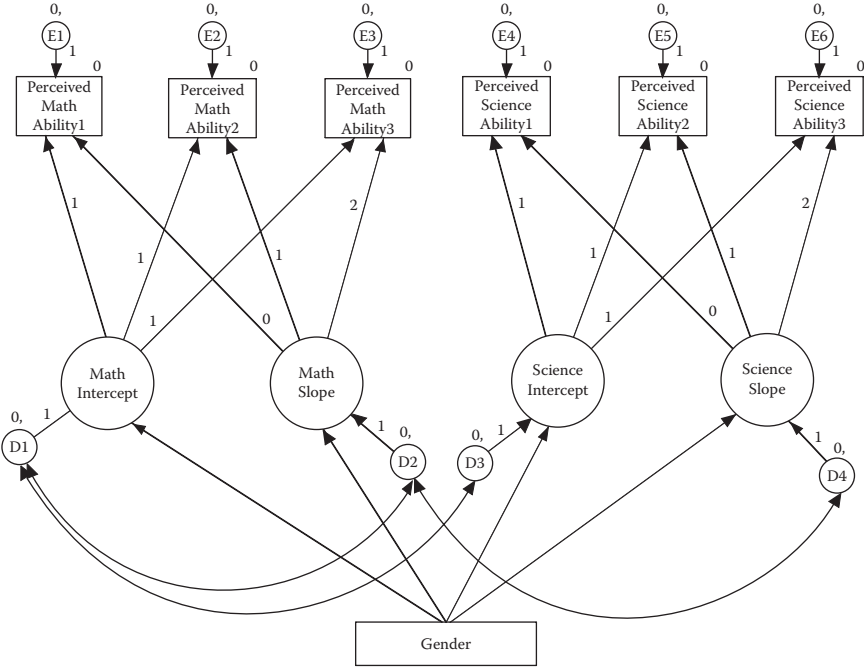 0, 0, 0, 0, 0, 0,
E1 E2 E3 E4 E5 E6
1 1 1 1 1 1
0 0 0 0 0 0
Perceived
Math
Ability1
Perceived
Math
Ability2
Perceived
Math
Ability3
Perceived
Science
Ability1
Perceived
Science
Ability2
Perceived
Science
Ability3
1 2 1 2
1 1 1 1
1 0 1 0
Math
Intercept
Math
Slope
Science
Intercept
Science
Slope
0, 1 1 0, 0, 1 1 0,
D1 D2 D3 D4
Gender